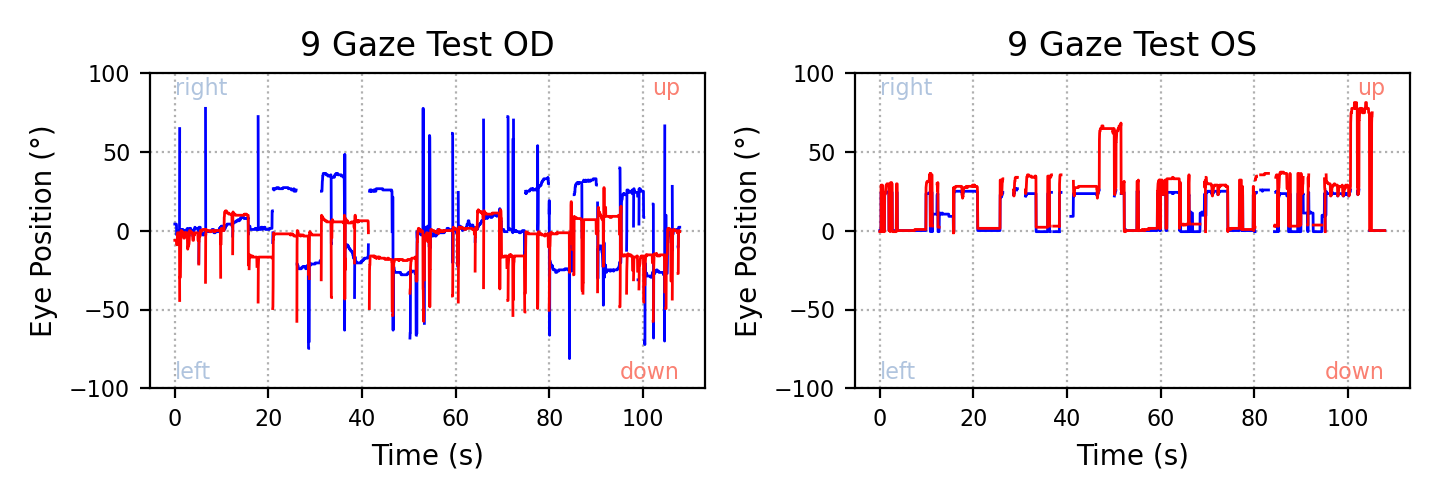 9 Gaze Test OD
100
50
0
−50
−100
Eye Position (°)
right
up
left
down
0 20 40 60 80 100
Time (s)
9 Gaze Test OS
100
50
0
−50
−100
Eye Position (°)
right
up
left
down
0 20 40 60 80 100
Time (s)